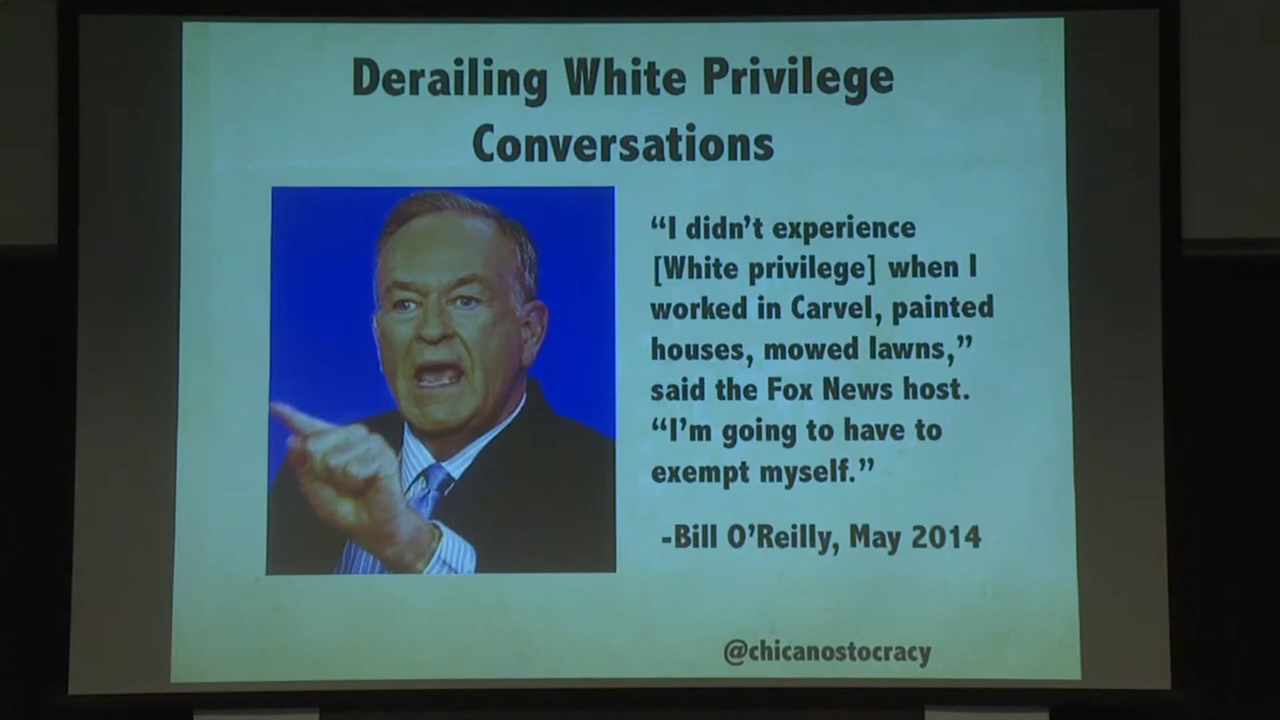 Derailing White Privilege
Conversations
“I didn’t experience
[White privilege] when I
worked in Carvel, painted
houses, mowed lawns,”
said the Fox News host.
“I’m going to have to
exempt myself.”
-Bill O’Reilly, May 2014
@chicanostocracy